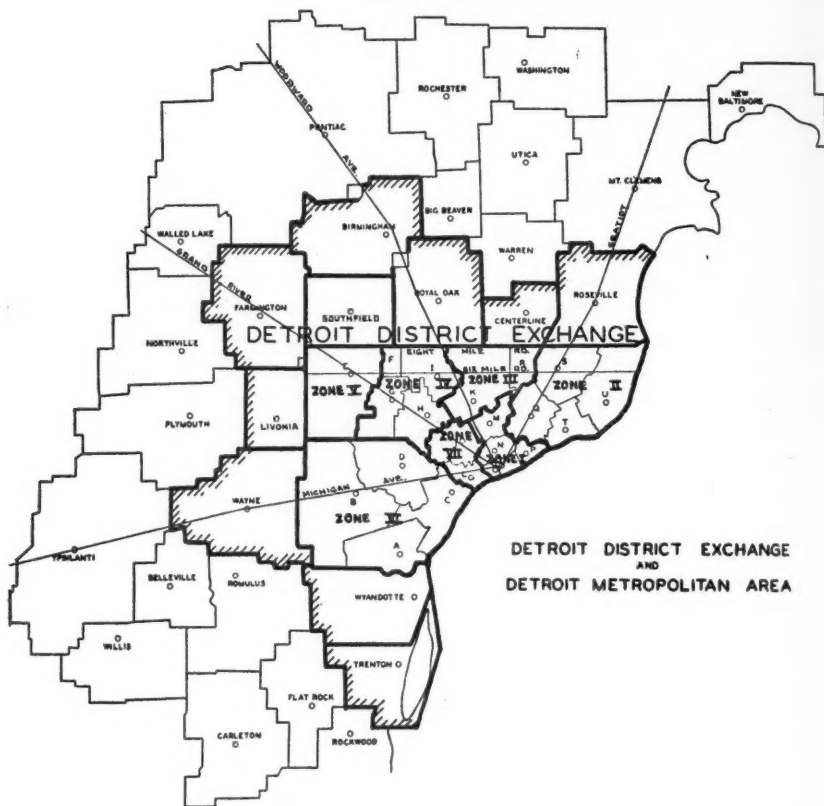 WASHINGTON
ROCHESTER
NEW
BALTIMORE
WOODWARD
AVE.
PONTIAC
UTICA
MT. CLEMENS
GRATIOT
BIG BEAVER
BIRMINGHAM
WALLED LAKE
WARREN
GRAND
RIVER
ROYAL OAK
ROSEVILLE
FARMINGTON
SOUTHFIELD
CENTERLINE
DETROIT DISTRICT EXCHANGE
NORTHVILLE
EIGHT MILE RD.
SIX MILE RD.
F
R
S
I
G
ZONE V
ZONE IV
ZONE III
ZONE II
K
U
H
PLYMOUTH
LIVONIA
M
Q
T
ZONE
VII
N
ZONE I
P
D
L
WAYNE
MICHIGAN AVE.
B
C
ZONE VI
A
YPSILANTI
BELLEVILLE
ROMULUS
WYANDOTTE
WILLIS
TRENTON
FLAT ROCK
CARLETON
ROCKWOOD
DETROIT DISTRICT EXCHANGE
AND
DETROIT METROPOLITAN AREA